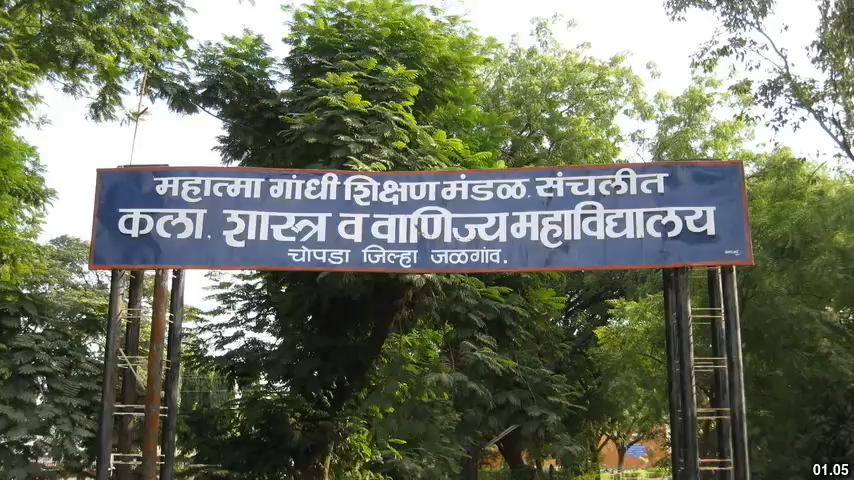 महात्मा गांधी शिक्षण मंडळ. संचलीत
कला. शास्त्र व वाणिज्य महाविद्यालय
चोपडा जिल्हा जळगांव.
01.05